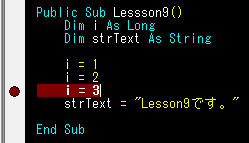 Public Sub Lessson9()
Dim i As Long
Dim strText As String
i = 1
i = 2
i = 3
strText = "Lesson9です。"
End Sub